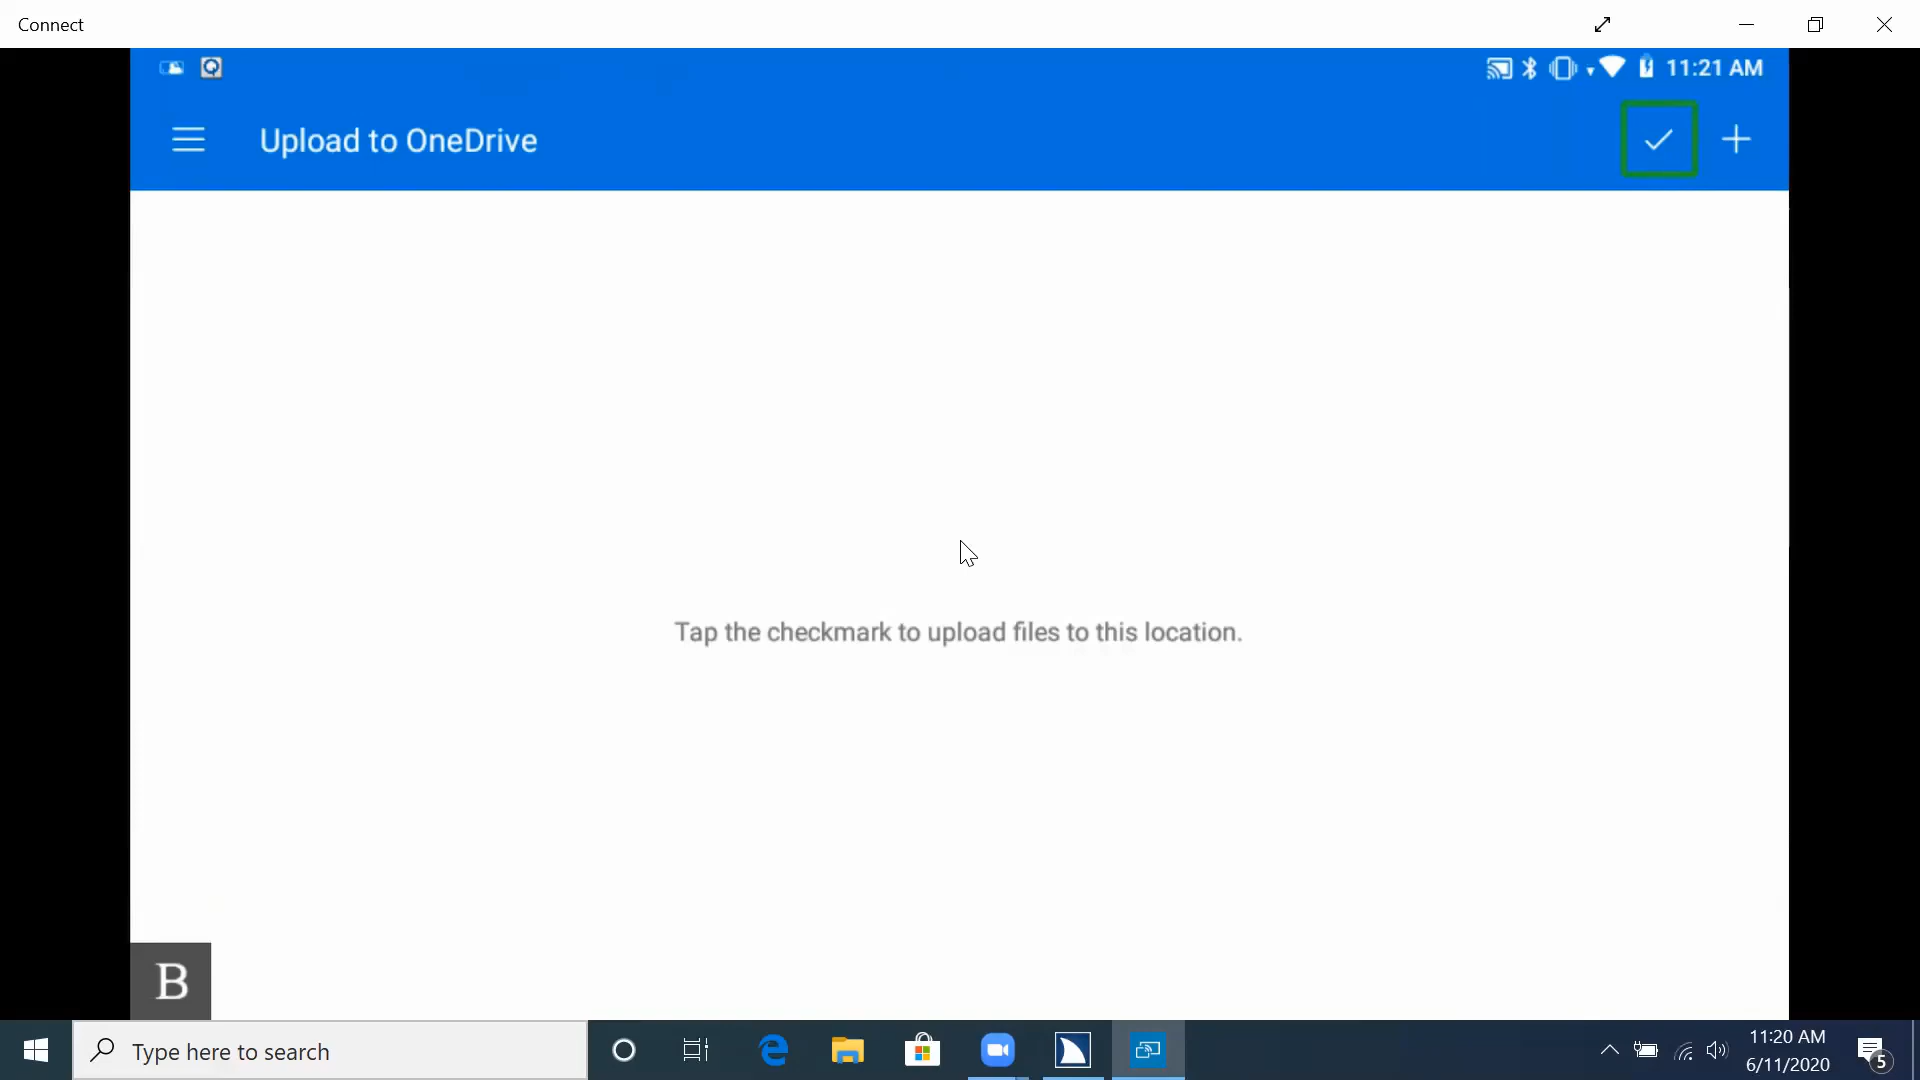 Connect
11:21 AM
Upload to OneDrive
Tap the checkmark to upload files to this location.
B
Type here to search
11:20 AM
6/11/2020
5